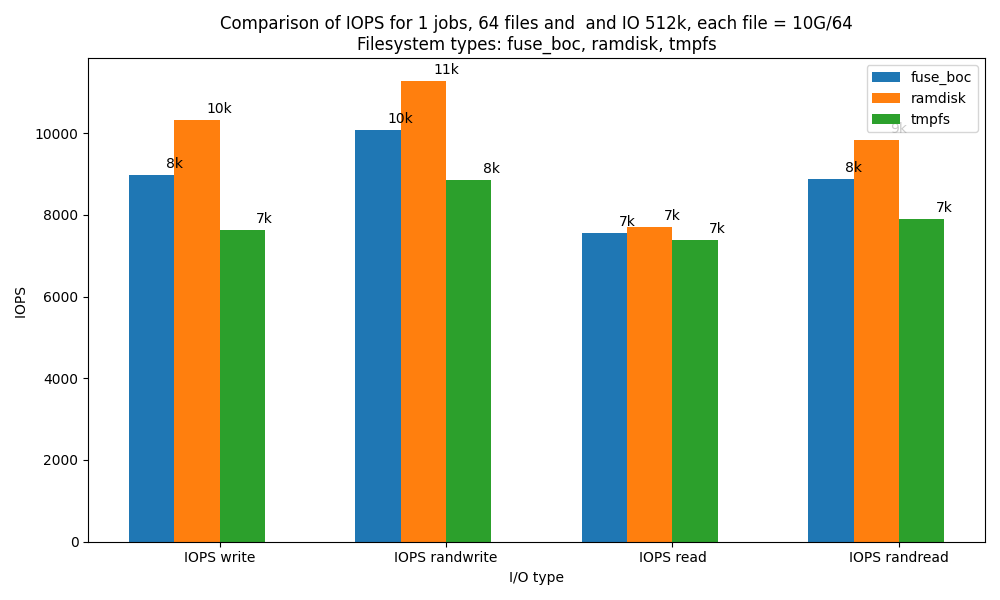 Comparison of IOPS for 1 jobs, 64 files and  and IO 512k, each file = 10G/64
Filesystem types: fuse_boc, ramdisk, tmpfs
fuse_boc
ramdisk
tmpfs
11k
10k
10k
9k
8k
8k
8k
7k
7k
7k
7k
7k
10000
8000
6000
4000
2000
0
IOPS
IOPS write
IOPS randwrite
IOPS read
IOPS randread
I/O type